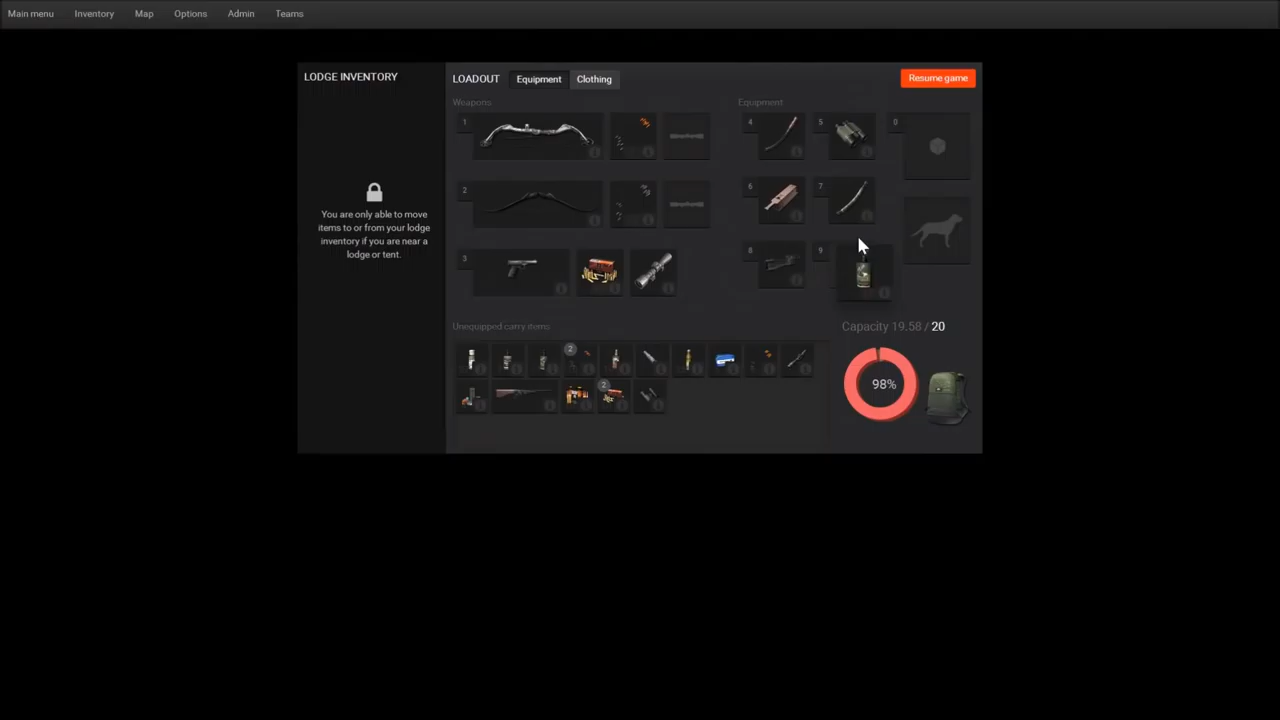 Main menu Inventory Map Options Admin Teams
LODGE INVENTORY
You are only able to move
items to or from your lodge
inventory if you are near a
lodge or tent.
LOADOUT Equipment Clothing Resume game
Weapons Equipment
1 4 5 0
2 6 7
3 8 9
Unequipped carry items
Capacity 19.58 / 20
2
98%
2